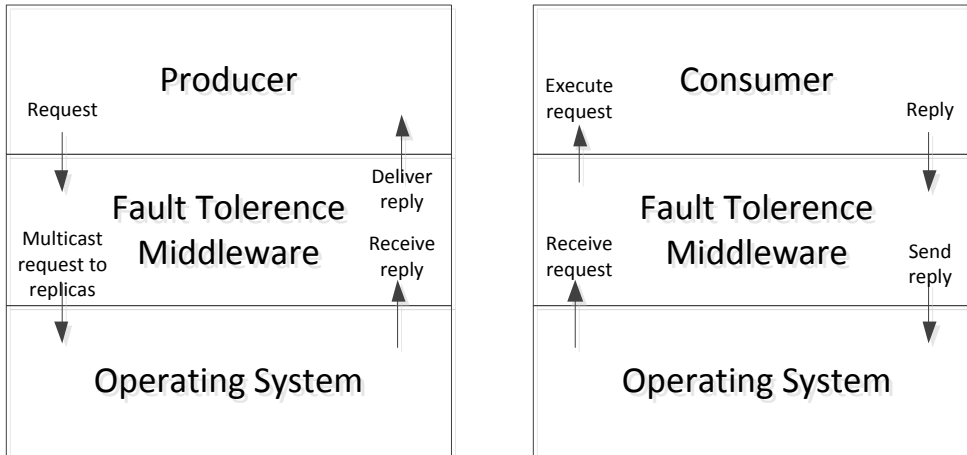 Producer
Request
Deliver
reply
Fault Tolerence
Middleware
Multicast
request to
replicas
Receive
reply
Operating System
Consumer
Execute
request
Reply
Fault Tolerence
Middleware
Receive
request
Send
reply
Operating System